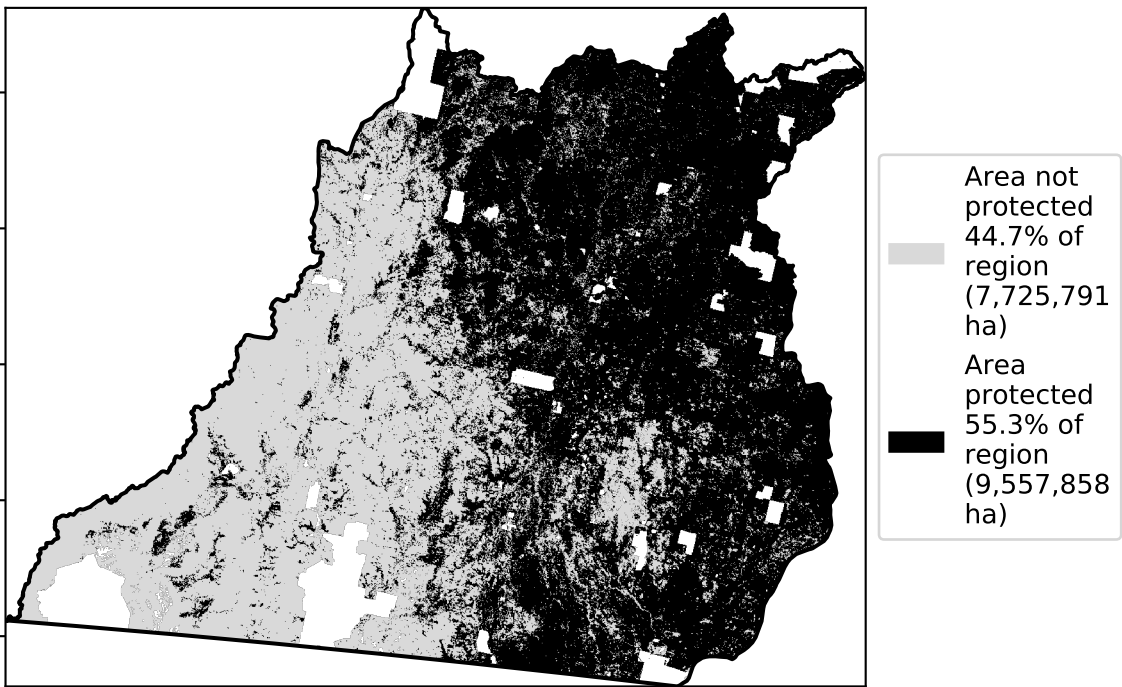 Area not
protected
44.7% of
region
(7,725,791
ha)
Area
protected
55.3% of
region
(9,557,858
ha)